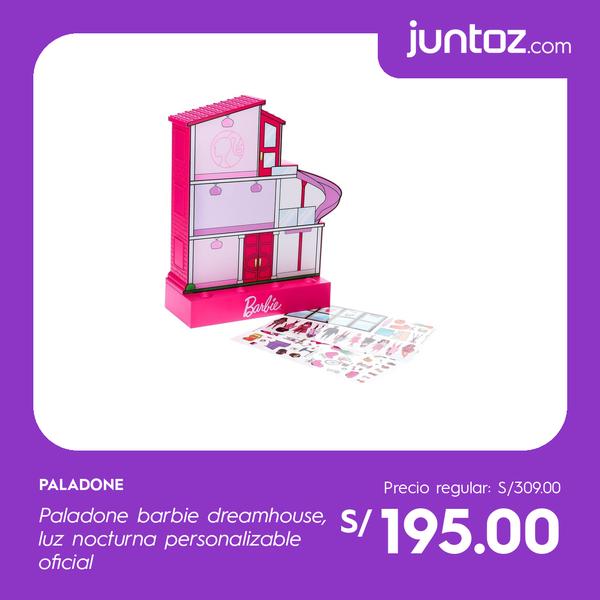 juntoz.com
Barbie
PALADONE
Paladone barbie dreamhouse,
luz nocturna personalizable
oficial
Precio regular: S/309.00
S/195.00